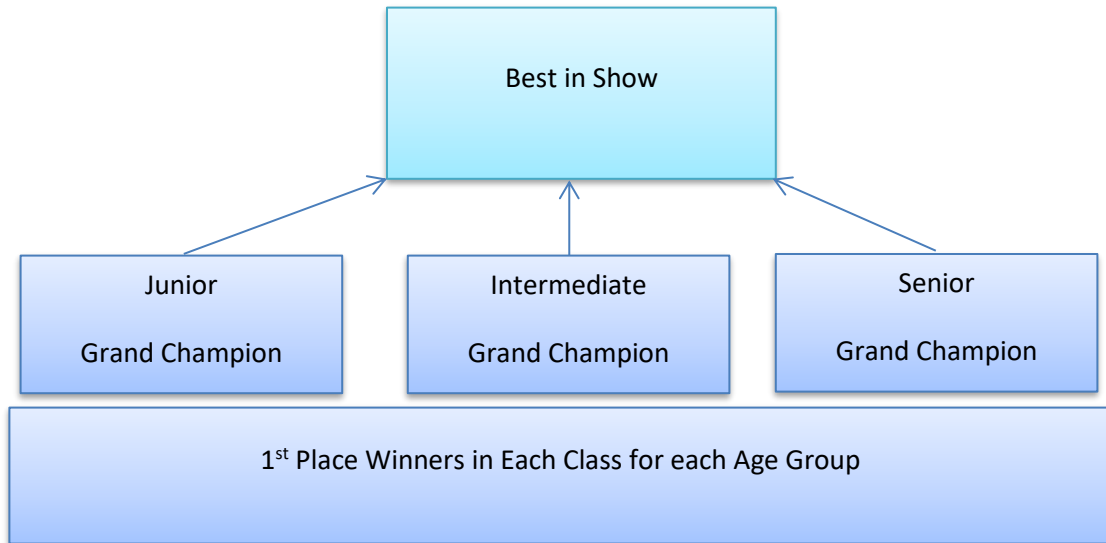 Best in Show
Junior
Grand Champion
Intermediate
Grand Champion
Senior
Grand Champion
1st Place Winners in Each Class for each Age Group